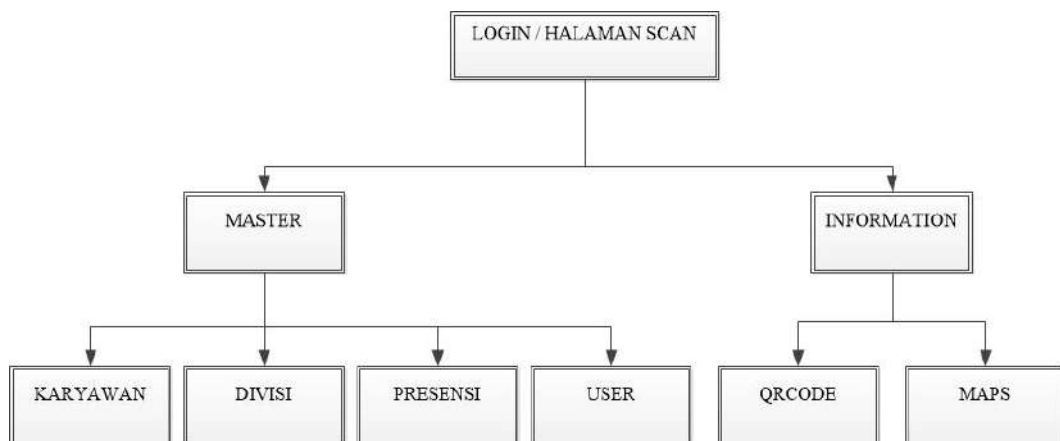 LOGIN / HALAMAN SCAN
MASTER
INFORMATION
KARYAWAN
DIVISI
PRESENSI
USER
QRCODE
MAPS